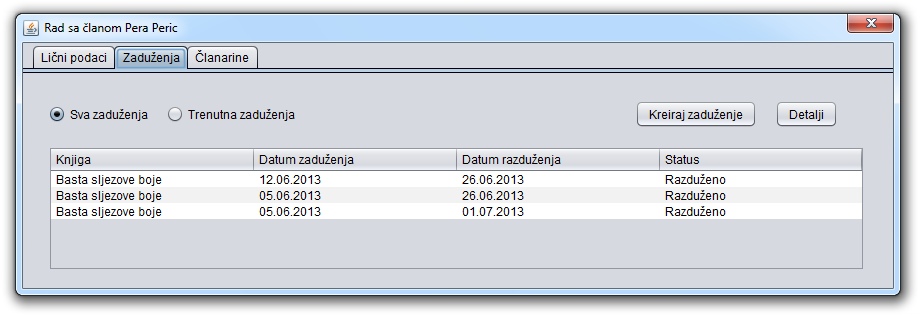 Rad sa članom Pera Peric
Lični podaci Zaduženja Članarine
Sva zaduženja Trenutna zaduženja Kreiraj zaduženje Detalji
Knjiga Datum zaduženja Datum razduženja Status
Basta sljezove boje 12.06.2013 26.06.2013 Razduženo
Basta sljezove boje 05.06.2013 26.06.2013 Razduženo
Basta sljezove boje 05.06.2013 01.07.2013 Razduženo